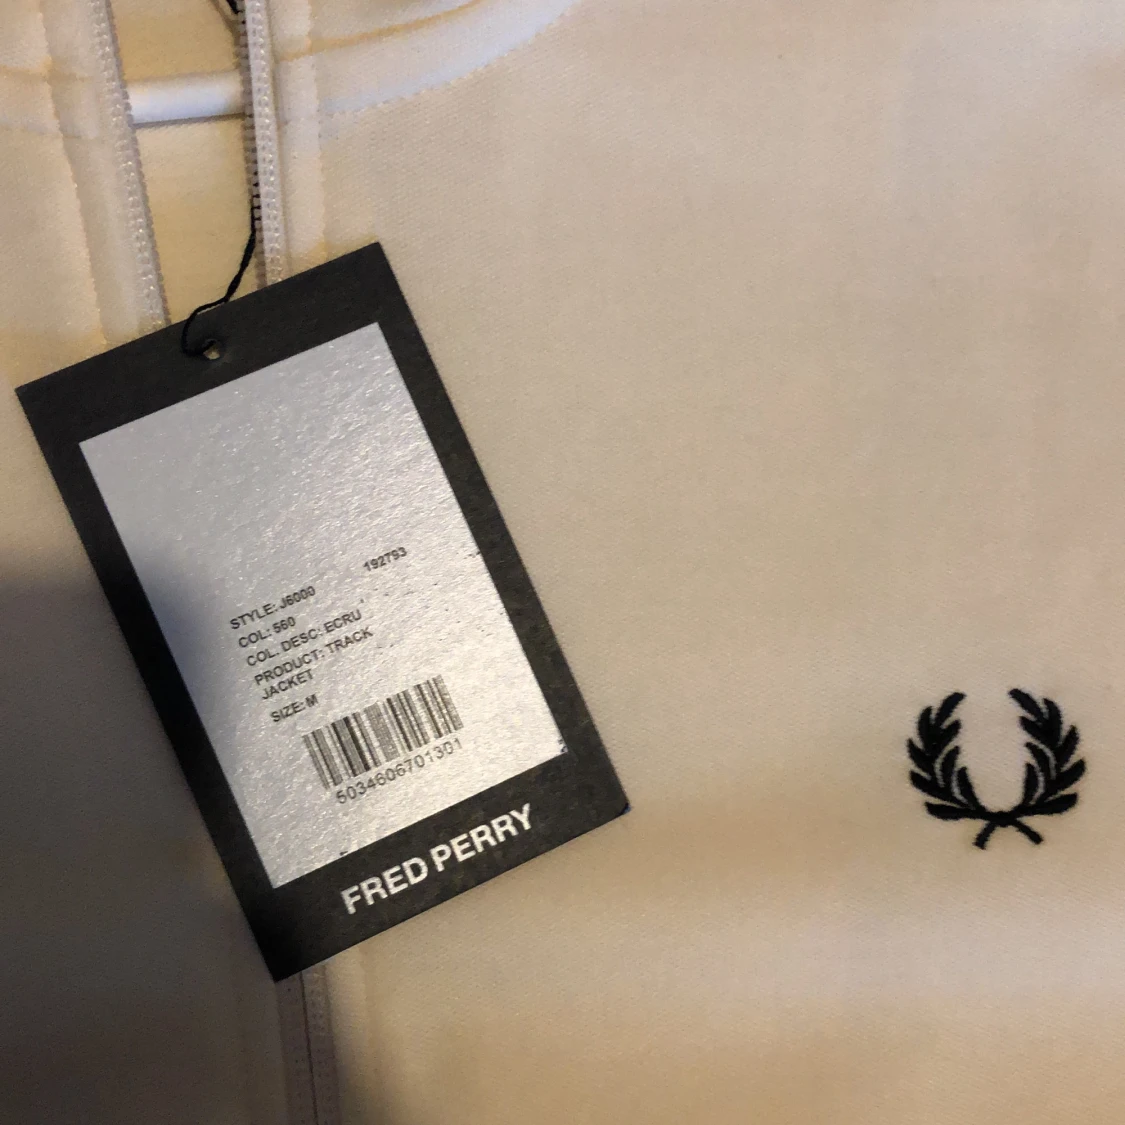 192793
STYLE: J6000
COL: 560
COL. DESC: ECRU
PRODUCT: TRACK
JACKET
SIZE: M
5034606701301
FRED PERRY